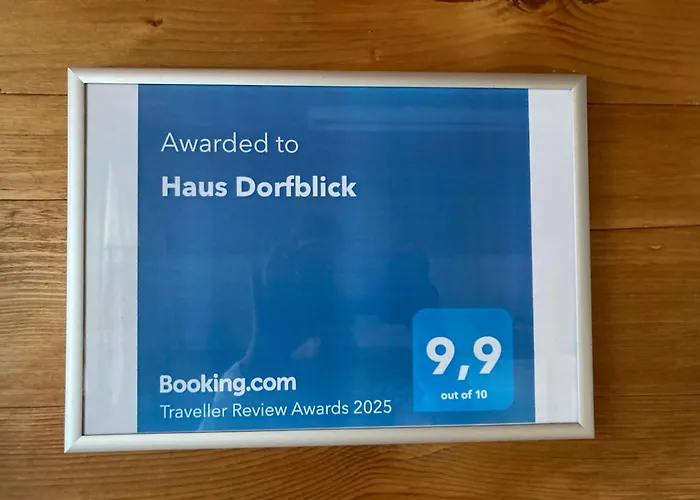 Awarded to
Haus Dorfblick
9,9
out of 10
Booking.com
Traveller Review Awards 2025